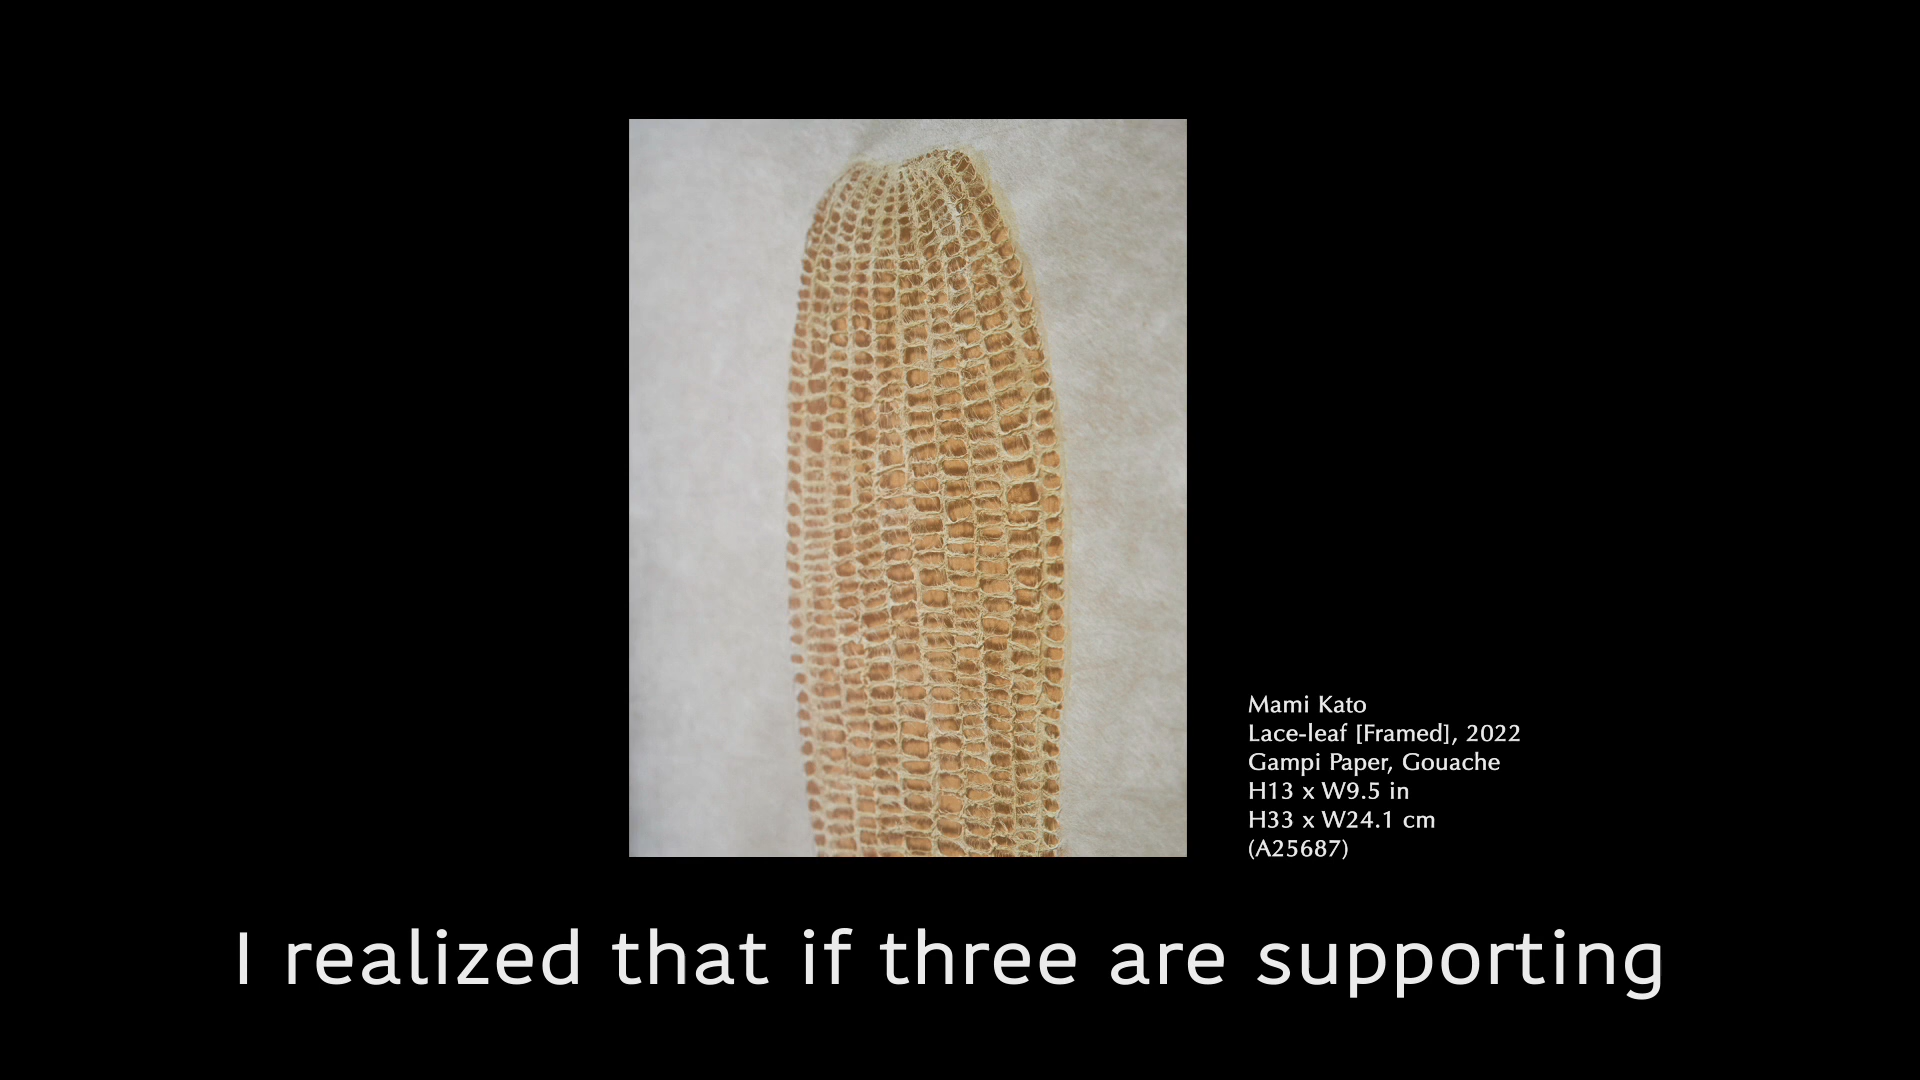 Mami Kato
Lace-leaf [Framed], 2022
Gampi Paper, Gouache
H13 x W9.5 in
H33 x W24.1 cm
(A25687)
I realized that if three are supporting